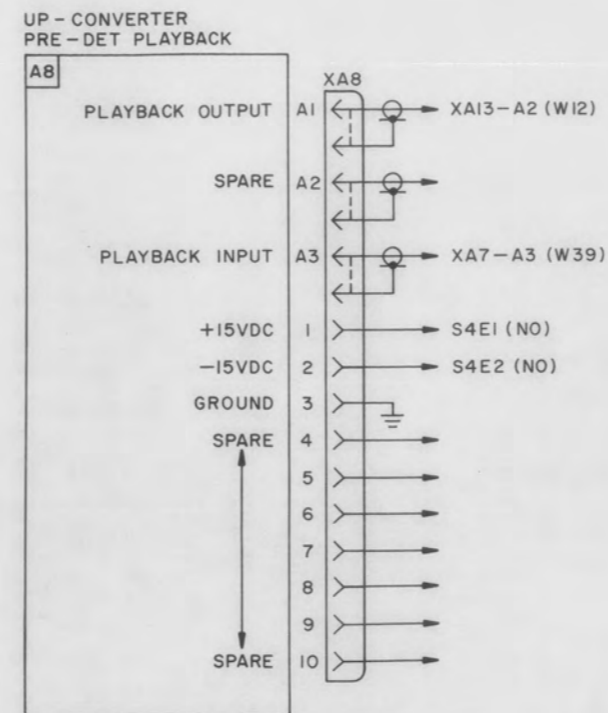 UP-CONVERTER
PRE-DET PLAYBACK
A8
XA8
PLAYBACK OUTPUT A1 XA13-A2 (W12)
SPARE A2
PLAYBACK INPUT A3 XA7-A3 (W39)
+15VDC 1 S4E1 (NO)
-15VDC 2 S4E2 (NO)
GROUND 3
SPARE 4
5
6
7
8
9
SPARE 10